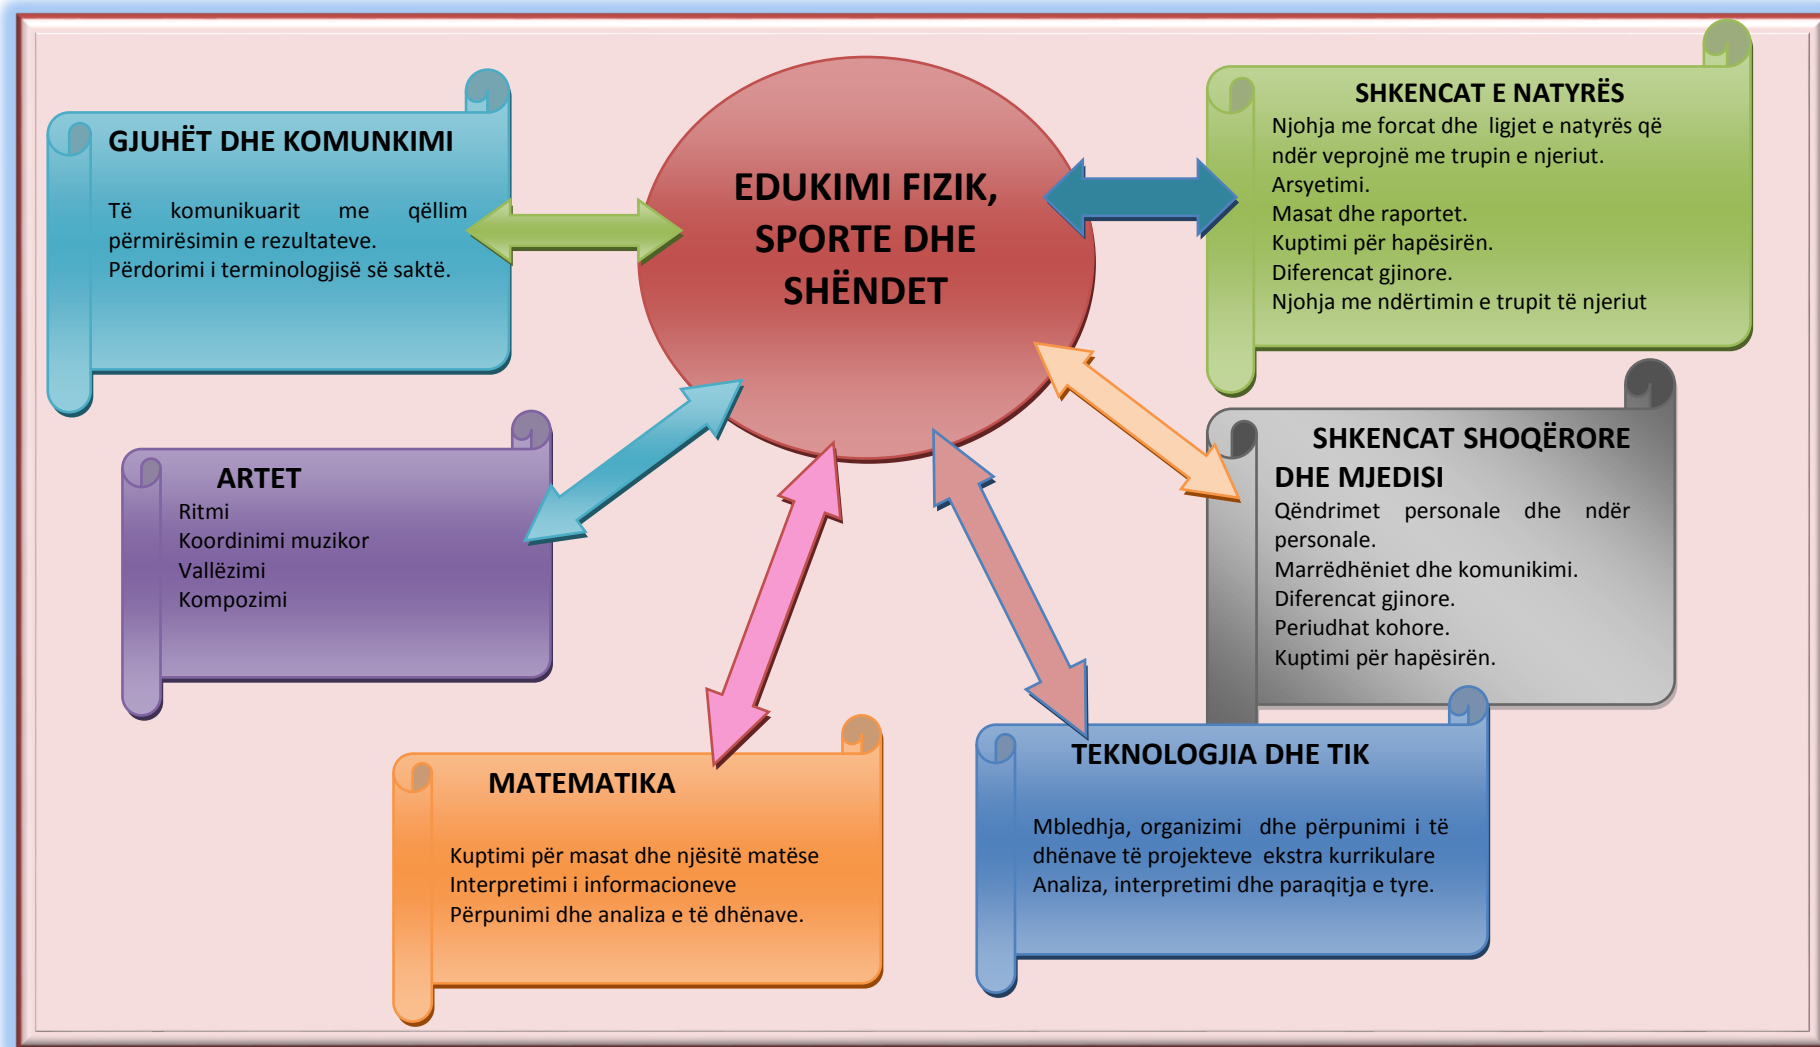 GJUHËT DHE KOMUNKIMI
Të komunikuarit me qëllim
përmirësimin e rezultateve.
Përdorimi i terminologjisë së saktë.
EDUKIMI FIZIK,
SPORTE DHE
SHËNDET
SHKENCAT E NATYRËS
Njohja me forcat dhe ligjet e natyrës që
ndër veprojnë me trupin e njeriut.
Arsyetimi.
Masat dhe raportet.
Kuptimi për hapësirën.
Diferencat gjinore.
Njohja me ndërtimin e trupit të njeriut
ARTET
Ritmi
Koordinimi muzikor
Vallëzimi
Kompozimi
SHKENCAT SHOQËRORE
DHE MJEDISI
Qëndrimet personale dhe ndër
personale.
Marrëdhëniet dhe komunikimi.
Diferencat gjinore.
Periudhat kohore.
Kuptimi për hapësirën.
MATEMATIKA
Kuptimi për masat dhe njësitë matëse
Interpretimi i informacioneve
Përpunimi dhe analiza e të dhënave.
TEKNOLOGJIA DHE TIK
Mbledhja, organizimi dhe përpunimi i të
dhënave të projekteve ekstra kurrikulare
Analiza, interpretimi dhe paraqitja e tyre.